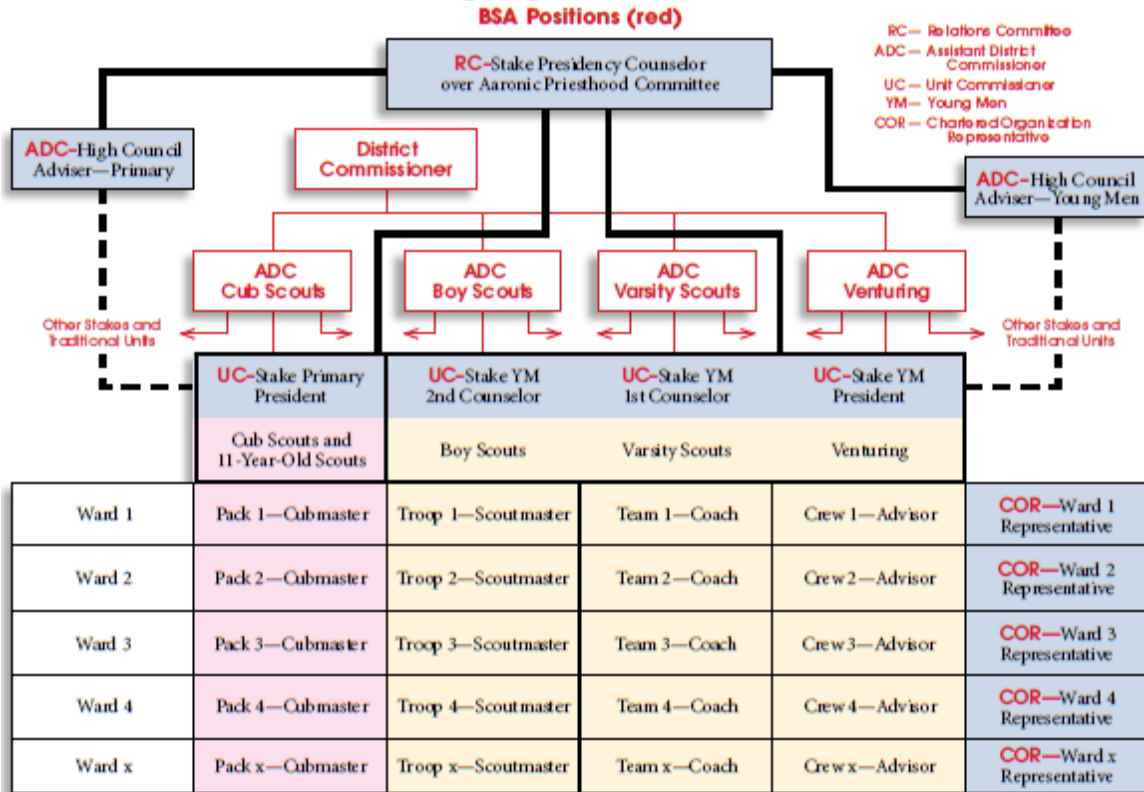 BSA Positions (red)
RC—Stake Presidency Counselor
over Aaronic Priesthood Committee
RC— Relations Committee
ADC— Assistant District
Commissioner
UC— Unit Commissioner
YM— Young Men
COR— Chartered Organization
Representative
ADC–High Council
Adviser—Primary
District
Commissioner
ADC–High Council
Adviser—Young Men
ADC
Cub Scouts
ADC
Boy Scouts
ADC
Varsity Scouts
ADC
Venturing
Other Stakes and
Traditional Units
Other Stakes and
Traditional Units
UC–Stake Primary
President
UC–Stake YM
2nd Counselor
UC–Stake YM
1st Counselor
UC–Stake YM
President
Cub Scouts and
11-Year-Old Scouts
Boy Scouts
Varsity Scouts
Venturing
Ward 1
Pack 1—Cubmaster
Troop 1—Scoutmaster
Team 1—Coach
Crew 1—Advisor
COR—Ward 1
Representative
Ward 2
Pack 2—Cubmaster
Troop 2—Scoutmaster
Team 2—Coach
Crew 2—Advisor
COR—Ward 2
Representative
Ward 3
Pack 3—Cubmaster
Troop 3—Scoutmaster
Team 3—Coach
Crew 3—Advisor
COR—Ward 3
Representative
Ward 4
Pack 4—Cubmaster
Troop 4—Scoutmaster
Team 4—Coach
Crew 4—Advisor
COR—Ward 4
Representative
Ward x
Pack x—Cubmaster
Troop x—Scoutmaster
Team x—Coach
Crew x—Advisor
COR—Ward x
Representative